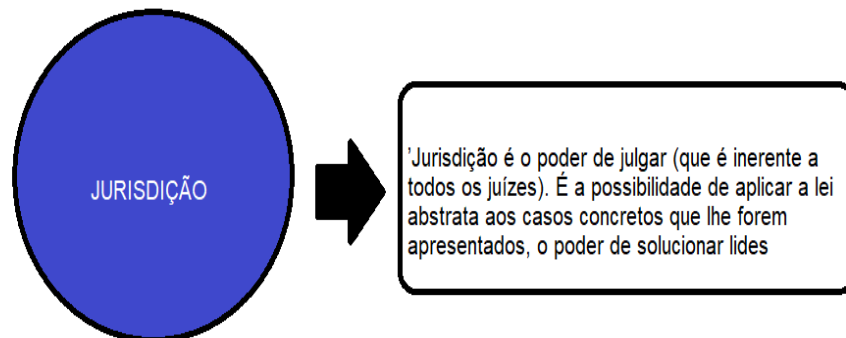 JURISDIÇÃO
’Jurisdição é o poder de julgar (que é inerente a
todos os juízes). É a possibilidade de aplicar a lei
abstrata aos casos concretos que lhe forem
apresentados, o poder de solucionar lides